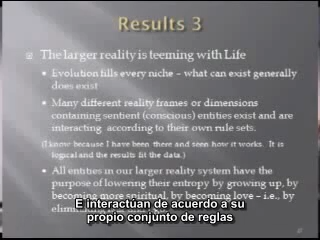 Results 3
The larger reality is teeming with Life
Evolution fills every niche – what can exist generally
does exist
Many different reality frames or dimensions
containing sentient (conscious) entities exist and are
interacting according to their own rule sets.
(I know because I have been there and seen how it works. It is
logical and the results fit the data.)
All entities in our larger reality system have the
purpose of lowering their entropy by growing up, by
becoming more spiritual, by becoming love – i.e., by
E interactúan de acuerdo a su
propio conjunto de reglas